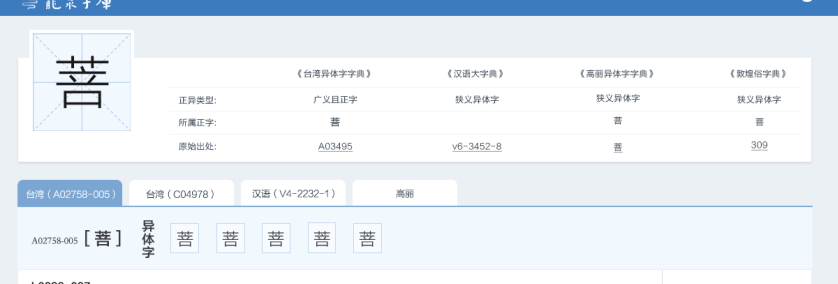 龍泉字庫
菩
《台湾异体字字典》 《汉语大字典》 《高丽异体字字典》 《敦煌俗字典》
正异类型: 广义且正字 狭义异体字 狭义异体字 狭义异体字
所属正字: 菩 菩 菩
原始出处: A03495 v6-3452-8 菩 309
台湾(A02758-005) 台湾(C04978) 汉语(V4-2232-1) 高丽
A02758-005 [菩] 异体字 菩 菩 菩 菩 菩